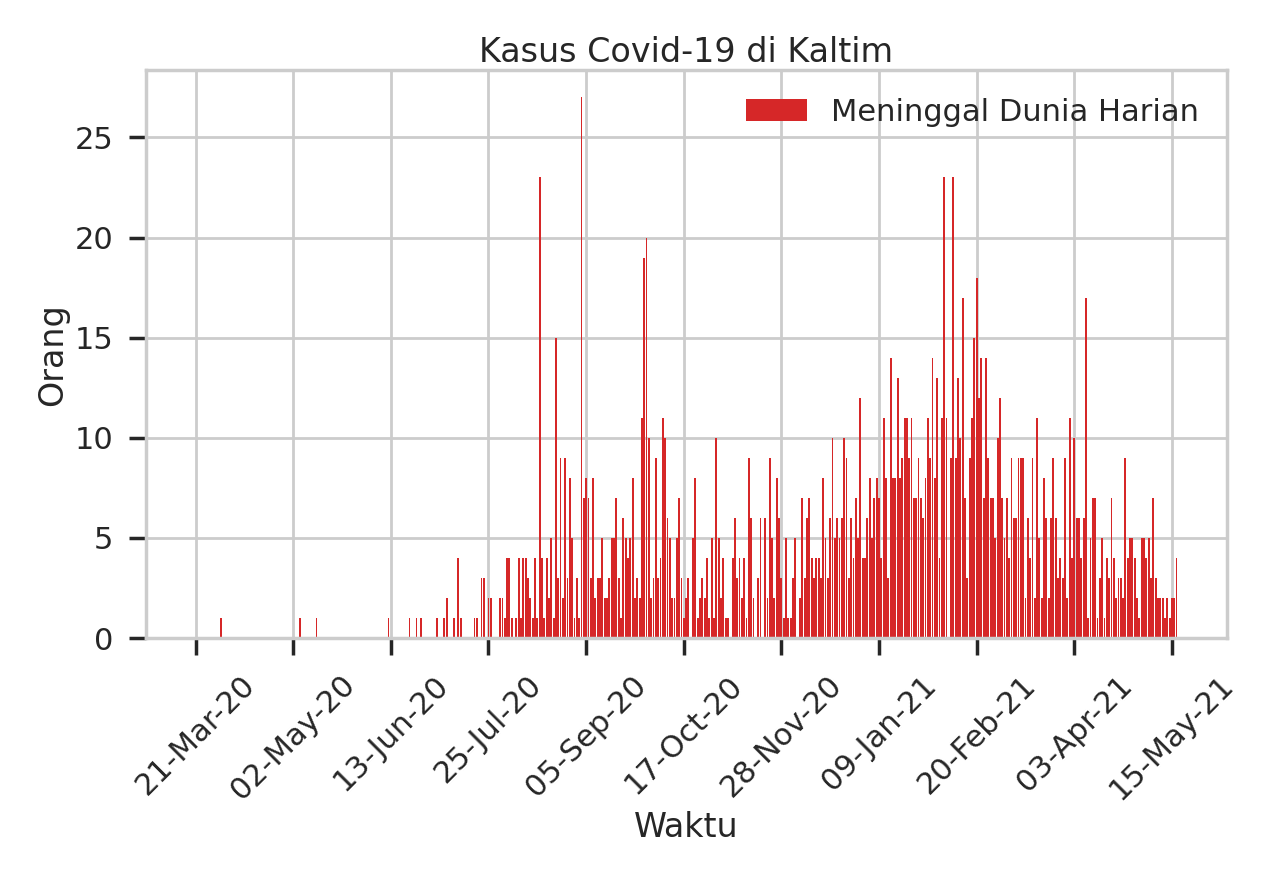 Kasus Covid-19 di Kaltim
Meninggal Dunia Harian
Orang
25
20
15
10
5
0
21-Mar-20
02-May-20
13-Jun-20
25-Jul-20
05-Sep-20
17-Oct-20
28-Nov-20
09-Jan-21
20-Feb-21
03-Apr-21
15-May-21
Waktu